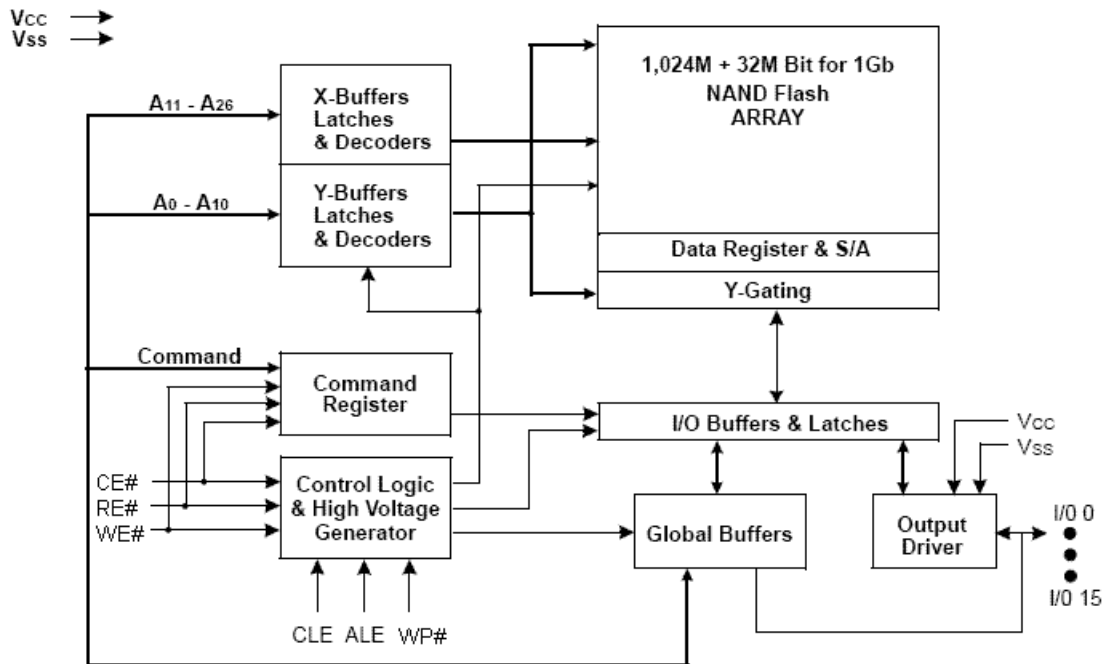 Vcc
Vss
1,024M + 32M Bit for 1Gb
NAND Flash
ARRAY
X-Buffers
Latches
& Decoders
A11 - A26
Y-Buffers
Latches
& Decoders
A0 - A10
Data Register & S/A
Y-Gating
Command
Command
Register
I/O Buffers & Latches
Vcc
Vss
CE#
RE#
WE#
Control Logic
& High Voltage
Generator
Global Buffers
Output
Driver
I/0 0
I/0 15
CLE
ALE
WP#